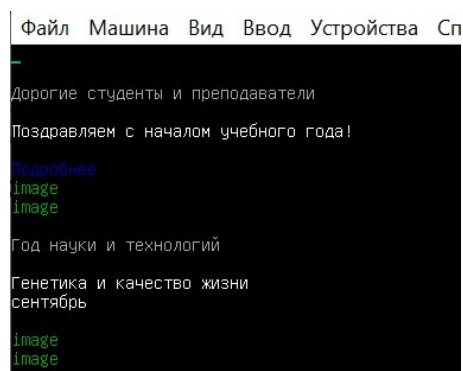 Файл Машина Вид Ввод Устройства Сп
Дорогие студенты и преподаватели
Поздравляем с началом учебного года!
Подробнее
image
image
Год науки и технологий
Генетика и качество жизни
сентябрь
image
image